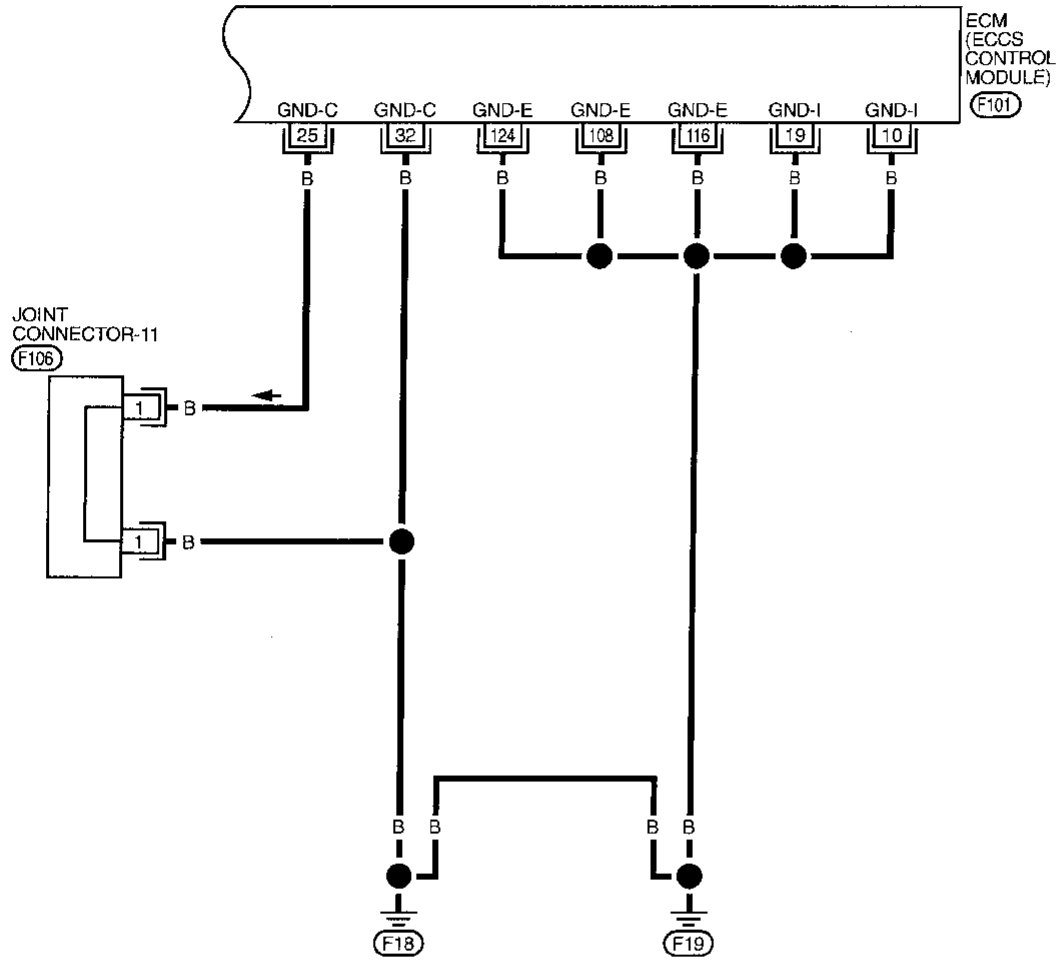 ECM
(ECCS
CONTROL
MODULE)
F101
GND-C GND-C GND-E GND-E GND-E GND-I GND-I
25 32 124 108 116 19 10
B B B B B B B
JOINT
CONNECTOR-11
F106
1 B
1 B
B B B B
F18 F19